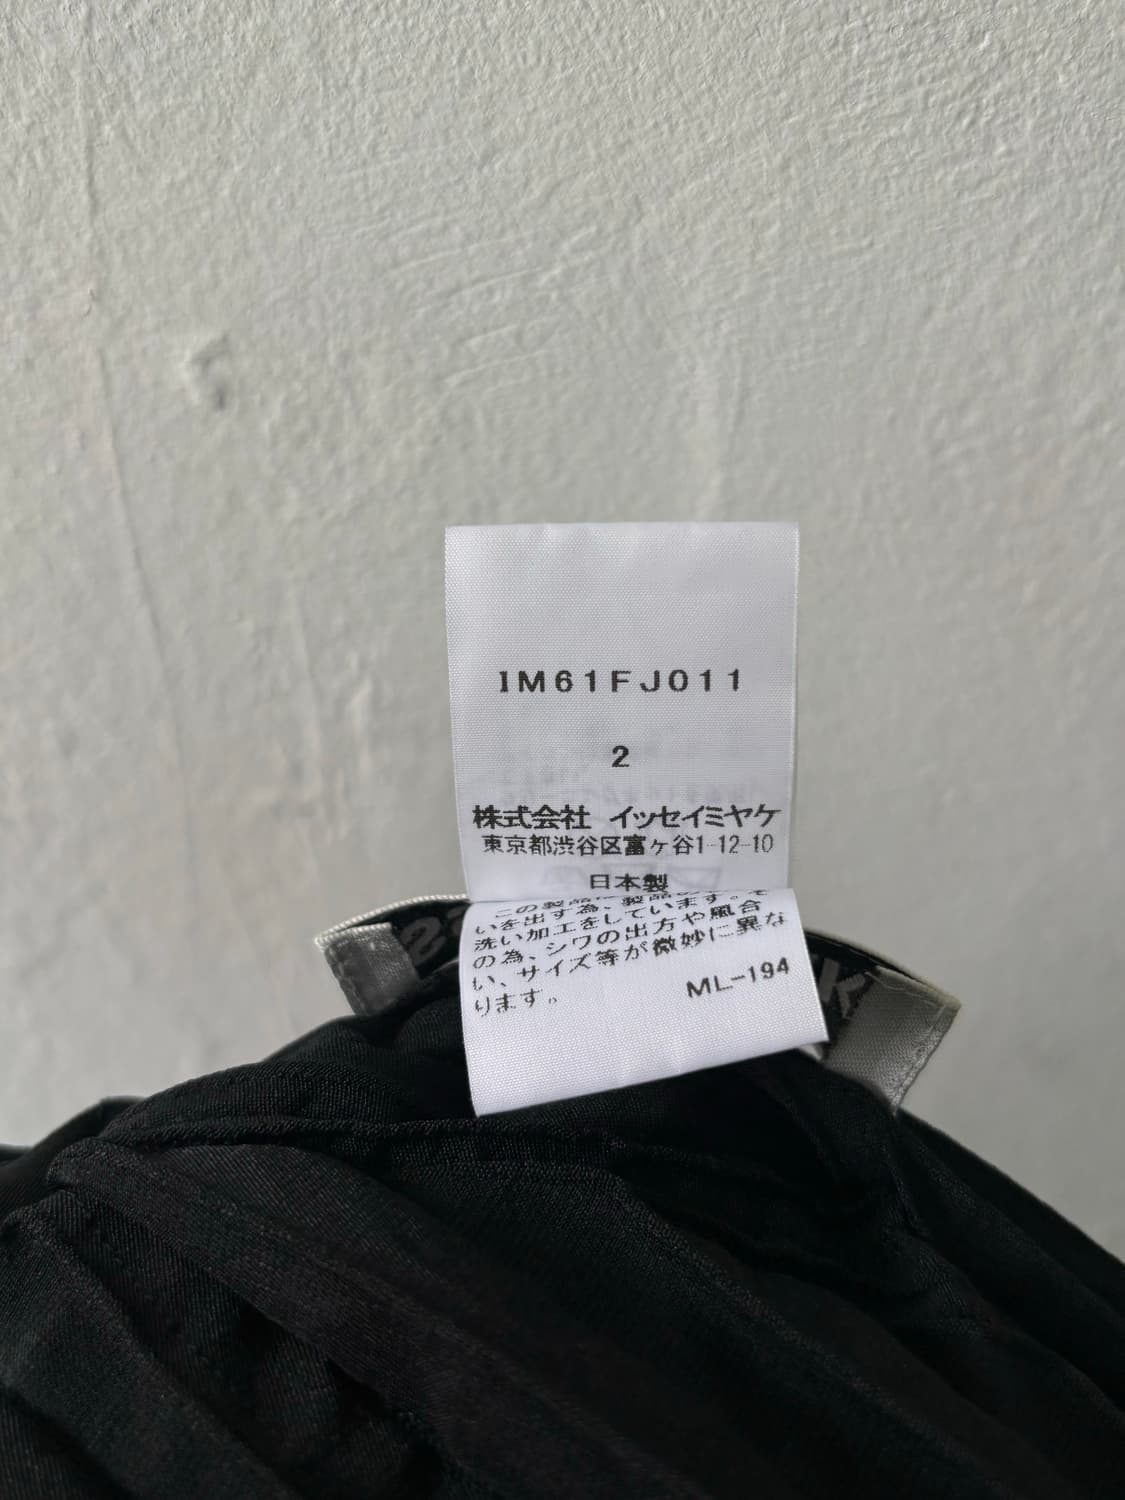 IM61FJ011
2
株式会社 イッセイミヤケ
東京都渋谷区富ヶ谷1-12-10
日本製
いを出す為、製品
洗い加工をしています。そ
の為、シワの出方や風合
い、サイズ等が微妙に異な
ります。
ML-194